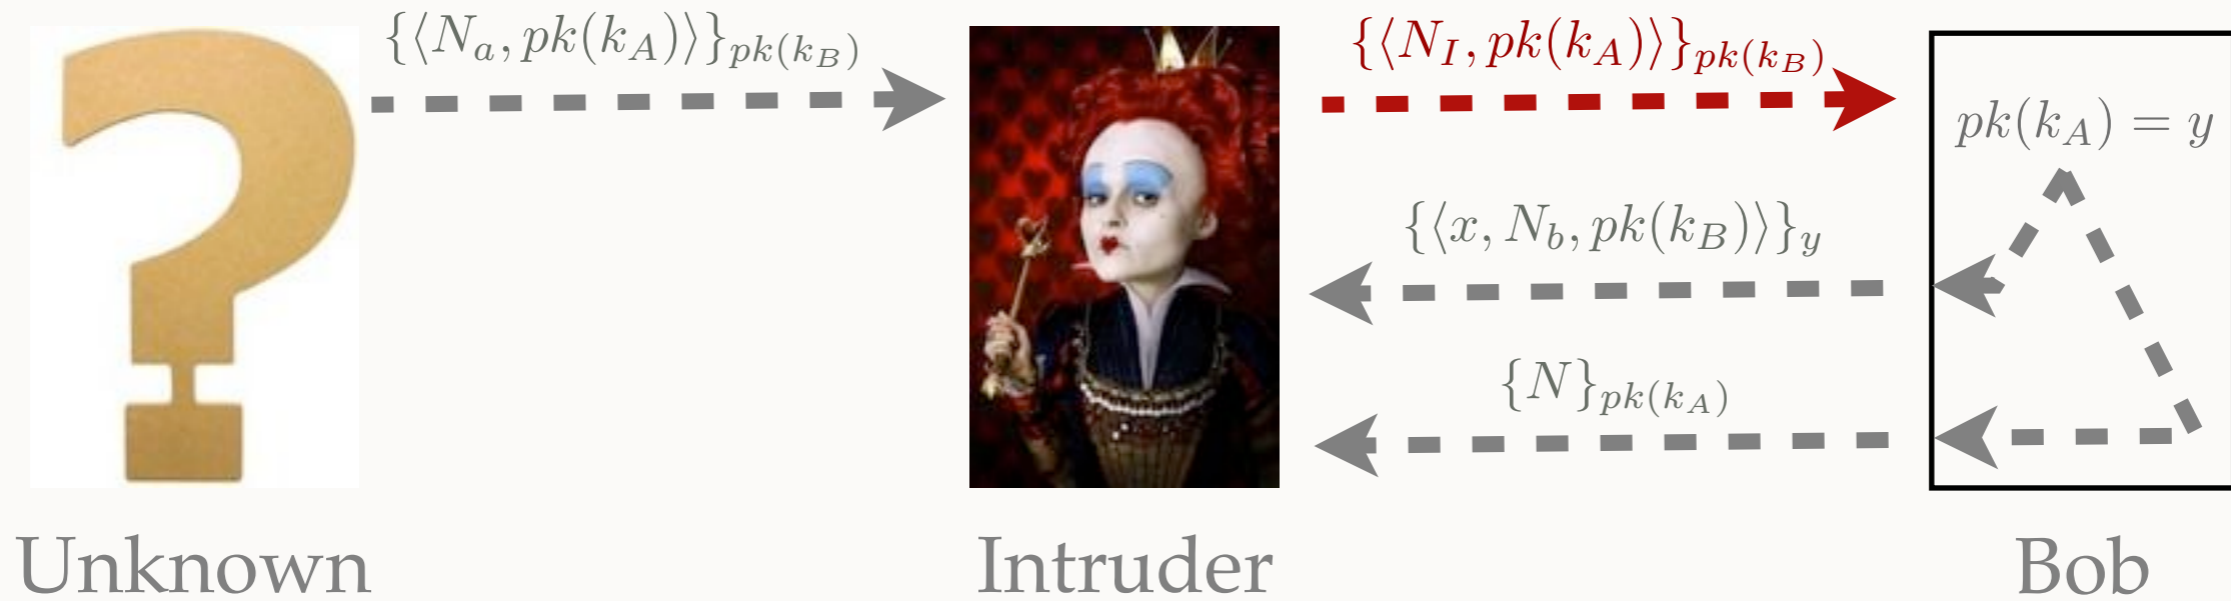 {⟨N_a, pk(k_A)⟩}_{pk(k_B)}
{⟨N_I, pk(k_A)⟩}_{pk(k_B)}
pk(k_A) = y
{⟨x, N_b, pk(k_B)⟩}_y
{N}_{pk(k_A)}
Unknown
Intruder
Bob